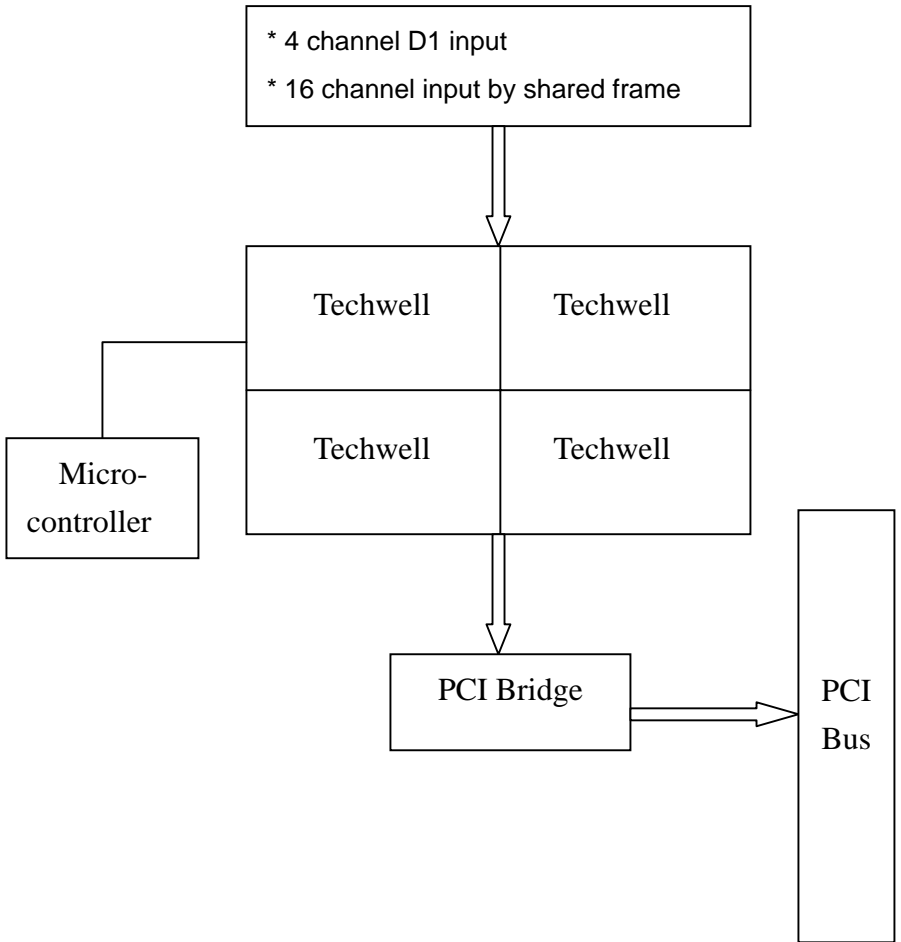 * 4 channel D1 input
* 16 channel input by shared frame
Techwell
Techwell
Techwell
Techwell
Micro-
controller
PCI Bridge
PCI
Bus